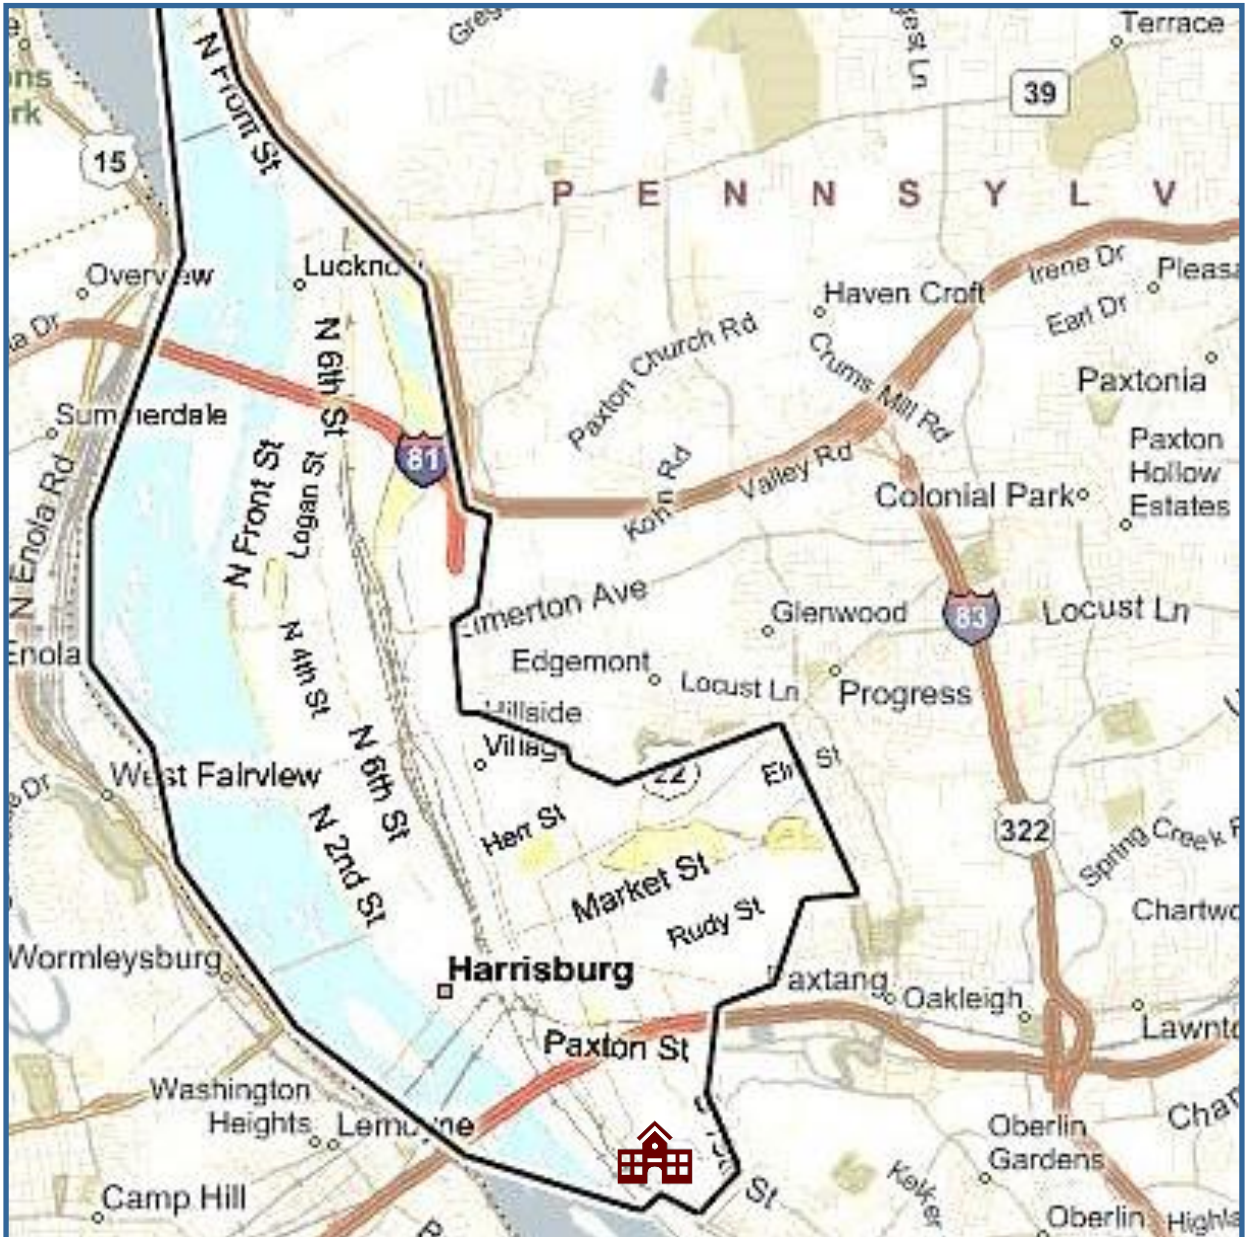 Terrace
39
15
N Front St
P E N N S Y L V
Irene Dr
Overview
Haven Croft
Earl Dr
Paxton Church Rd
Crums Mill Rd
N 6th St
Paxtonia
Summerdale
81
Paxton
Hollow
Estates
Valley Rd
Colonial Park
N Front St
Logan St
N Enola Rd
Glenwood
83
Locust Ln
Enola
Edgemont
Locust Ln
Progress
N 4th St
Hillside
22
St
West Fairview
N 6th St
Herr St
322
Spring Creek
N 2nd St
Market St
Rudy St
Wormleysburg
Harrisburg
Paxtang
Oakleigh
Paxton St
Washington
Heights
Lemoyne
Oberlin
Gardens
St
Camp Hill
Oberlin